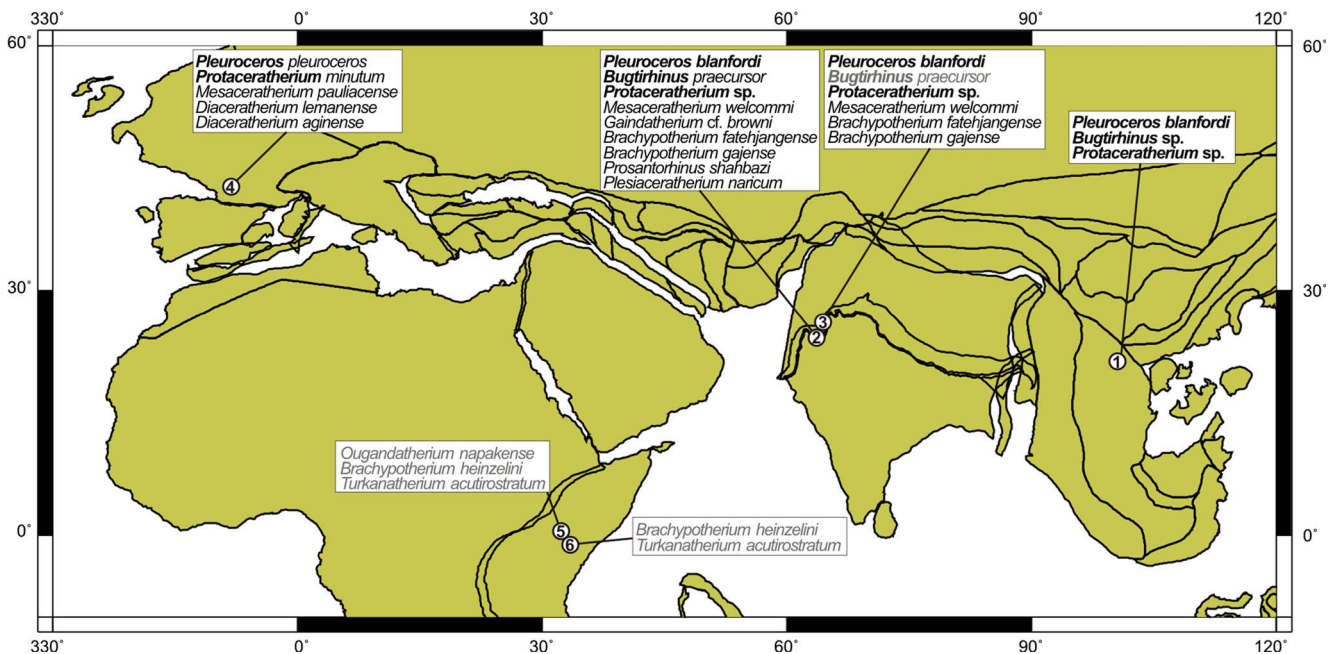 330˚
0˚
30˚
60˚
90˚
120˚
60˚
60˚
Pleuroceros pleuroceros
Protaceratherium minutum
Mesaceratherium pauliacense
Diaceratherium lemanense
Diaceratherium aginense
Pleuroceros blanfordi
Bugtirhinus praecursor
Protaceratherium sp.
Mesaceratherium welcommi
Gaindatherium cf. browni
Brachypotherium fatehjangense
Brachypotherium gajense
Prosantorhinus shahbazi
Plesiaceratherium naricum
Pleuroceros blanfordi
Bugtirhinus praecursor
Protaceratherium sp.
Mesaceratherium welcommi
Brachypotherium fatehjangense
Brachypotherium gajense
Pleuroceros blanfordi
Bugtirhinus sp.
Protaceratherium sp.
4
30˚
30˚
3
2
1
Ougandatherium napakense
Brachypotherium heinzelini
Turkanatherium acutirostratum
5
6
Brachypotherium heinzelini
Turkanatherium acutirostratum
0˚
0˚
330˚
0˚
30˚
60˚
90˚
120˚